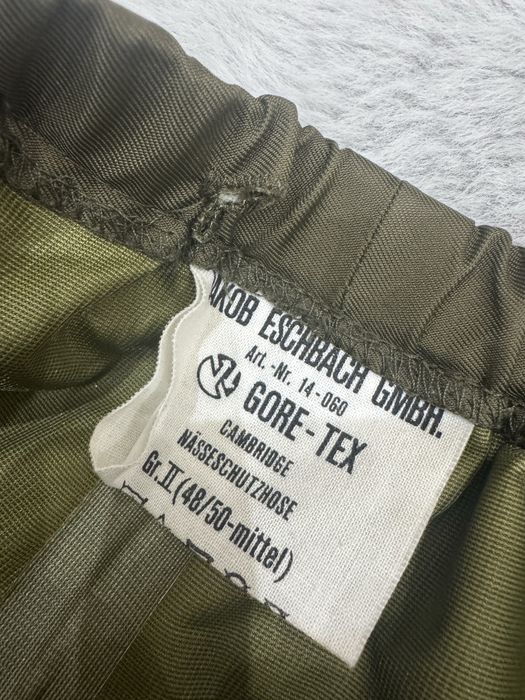 AKOB ESCHBACH GMBH.
Art.-Nr. 14-060
GORE-TEX
CAMBRIDGE
NÄSSESCHUTZHOSE
Gr. II (48/50-mittel)